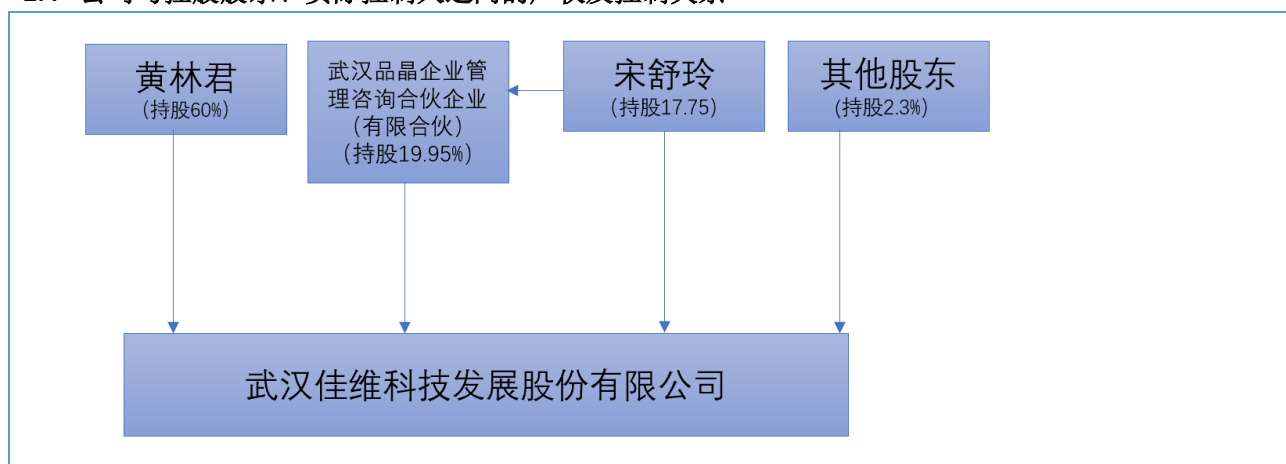 黄林君
（持股60%）
武汉品晶企业管
理咨询合伙企业
（有限合伙）
（持股19.95%）
宋舒玲
（持股17.75）
其他股东
（持股2.3%）
武汉佳维科技发展股份有限公司